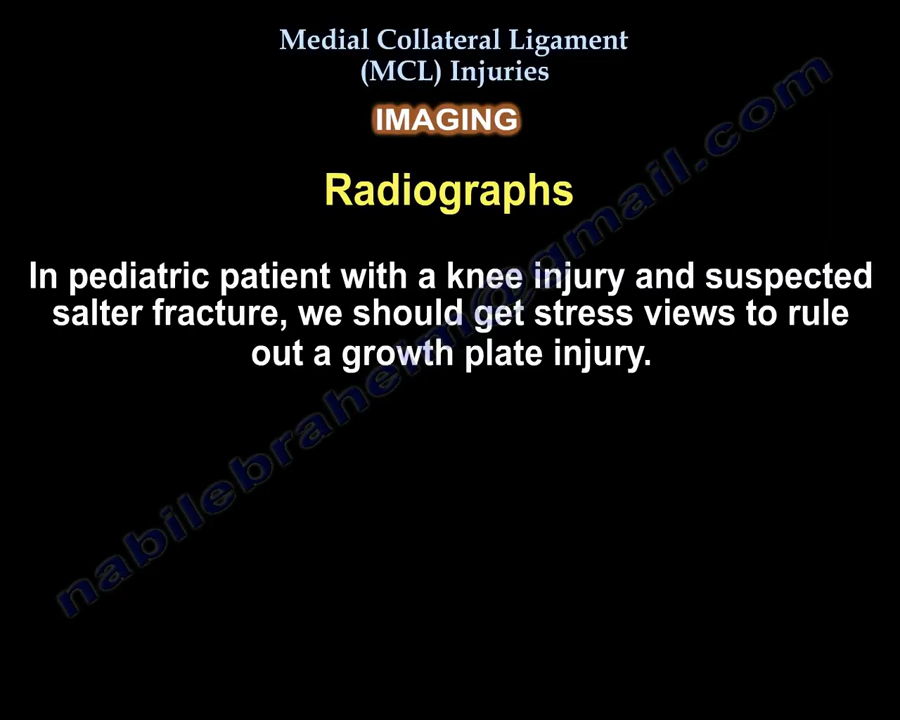 Medial Collateral Ligament
(MCL) Injuries
IMAGING
Radiographs
In pediatric patient with a knee injury and suspected
salter fracture, we should get stress views to rule
out a growth plate injury.
nabilebraheim@gmail.com